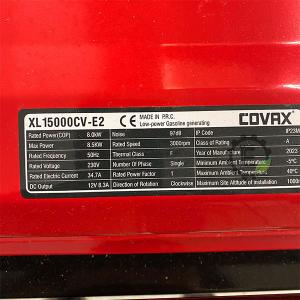 XL15000CV-E2 CE MADE IN P.R.C. Low-power Gasoline generating COVAX
Rated Power(COP) 8.0kW Noise 97dB IP Code IP23M
Max Power 8.5kW Rated Speed 3000rpm Class of Rating A
Rated Frequency 50Hz Thermal Class F Year of Manufacture 2023
Rated Voltage 230V Number Of Phase Single Minimum Ambient Temperature -5°C
Rated Electric Current 34.7A Rated Power Factor 1 Maximum Ambient Temperature 40°C
DC Output 12V 8.3A Direction of Rotation Clockwise Maximum Site Altitude 1000